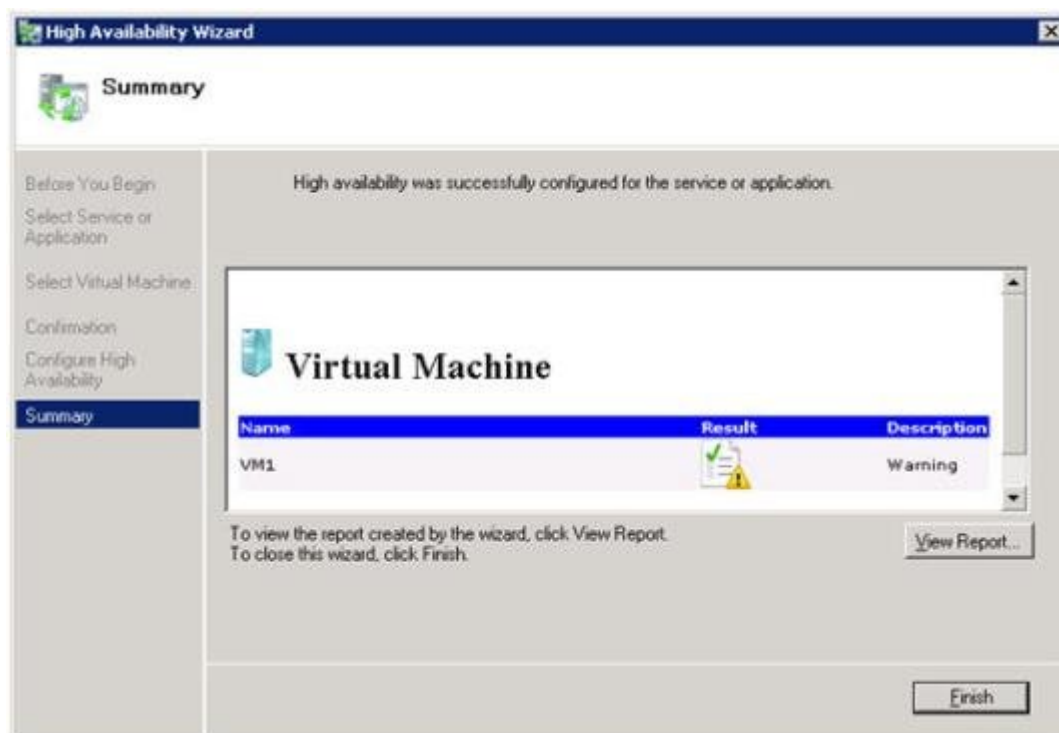 High Availability Wizard
Summary
Before You Begin
Select Service or
Application
Select Virtual Machine
Confirmation
Configure High
Availability
Summary
High availability was successfully configured for the service or application.
Virtual Machine
Name Result Description
VM1 Warning
To view the report created by the wizard, click View Report.
To close this wizard, click Finish.
View Report...
Finish